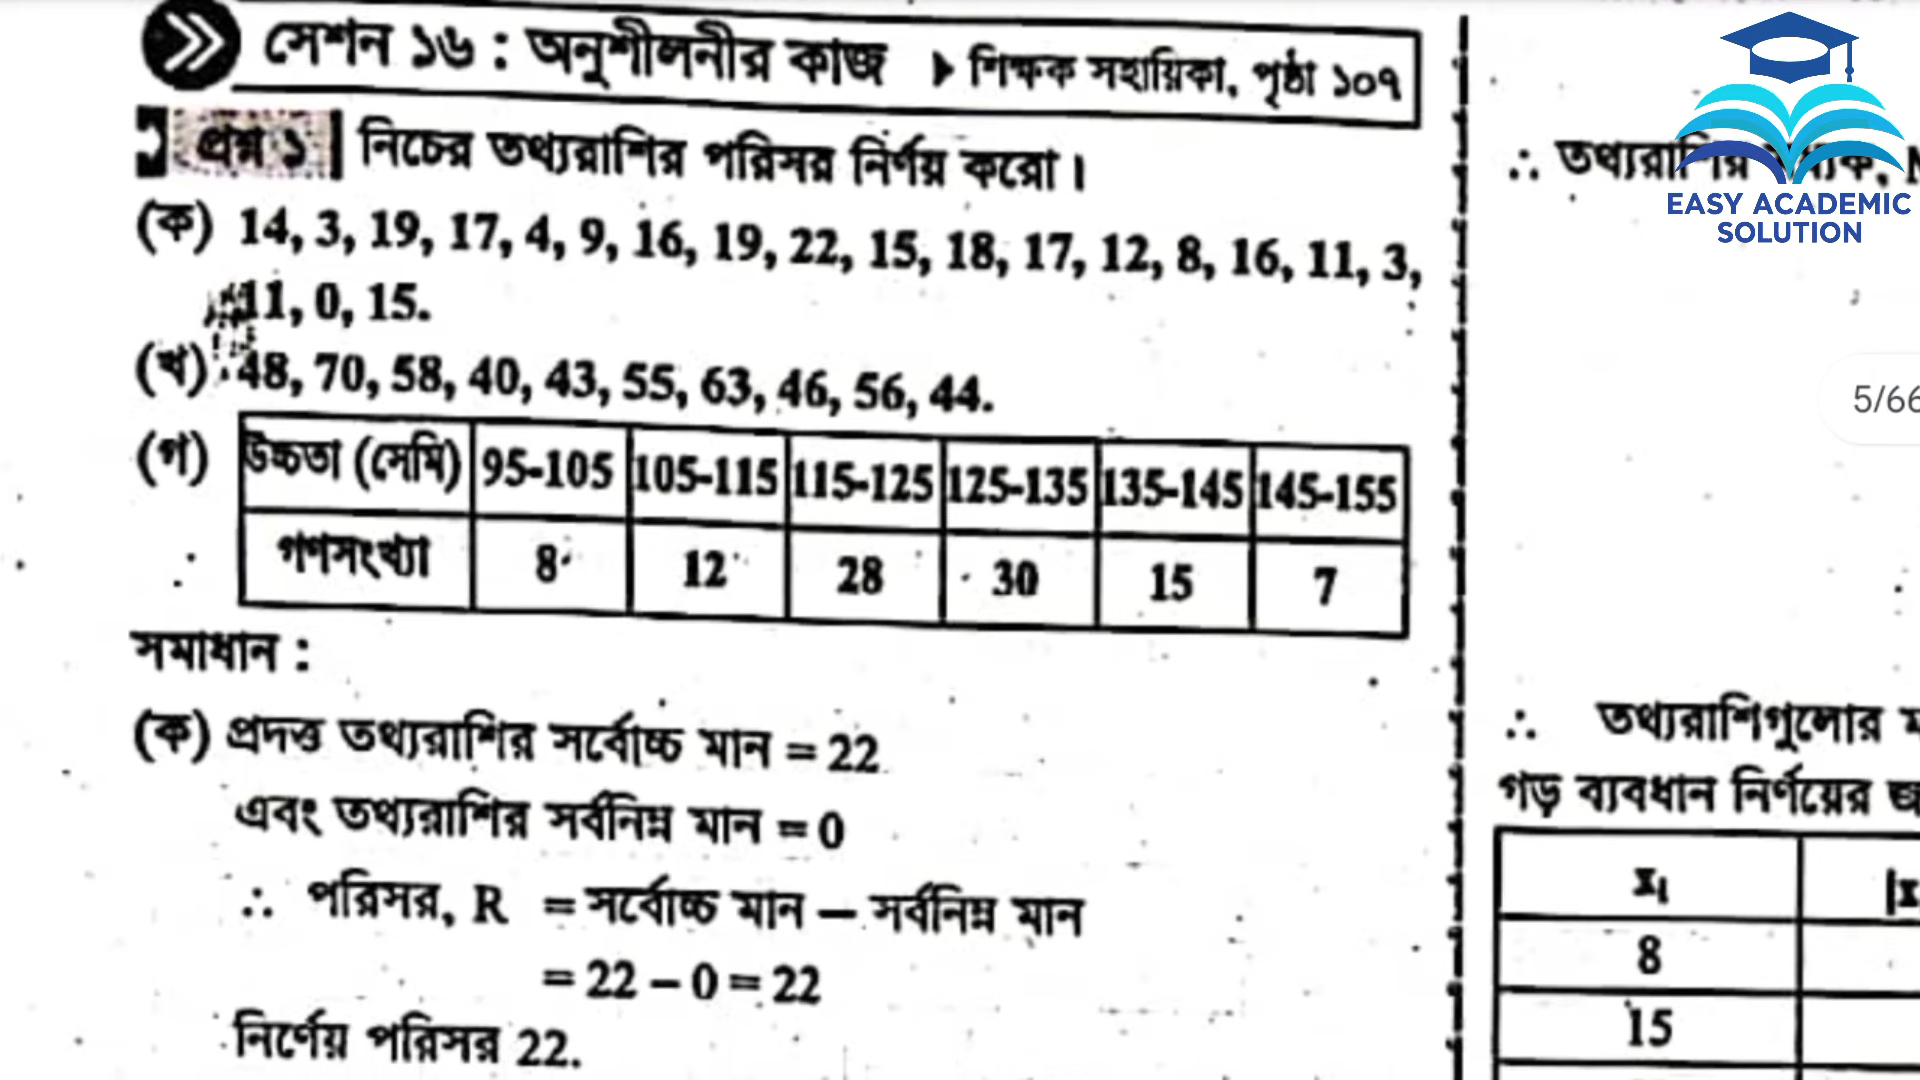 সেশন ১৬ : অনুশীলনীর কাজ ▶ শিক্ষক সহায়িকা, পৃষ্ঠা ১০৭
প্রশ্ন ১ | নিচের তথ্যরাশির পরিসর নির্ণয় করো।
(ক) 14, 3, 19, 17, 4, 9, 16, 19, 22, 15, 18, 17, 12, 8, 16, 11, 3,
11, 0, 15.
(খ) 48, 70, 58, 40, 43, 55, 63, 46, 56, 44.
(গ) উচ্চতা (সেমি) 95-105 105-115 115-125 125-135 135-145 145-155
গণসংখ্যা 8 12 28 30 15 7
সমাধান :
(ক) প্রদত্ত তথ্যরাশির সর্বোচ্চ মান = 22
এবং তথ্যরাশির সর্বনিম্ন মান = 0
∴ পরিসর, R = সর্বোচ্চ মান – সর্বনিম্ন মান
= 22 – 0 = 22
নির্ণেয় পরিসর 22.
∴ তথ্যরাশির
EASY ACADEMIC
SOLUTION
5/66
∴ তথ্যরাশিগুলোর
গড় ব্যবধান নির্ণয়ের
xᵢ |x
8
15